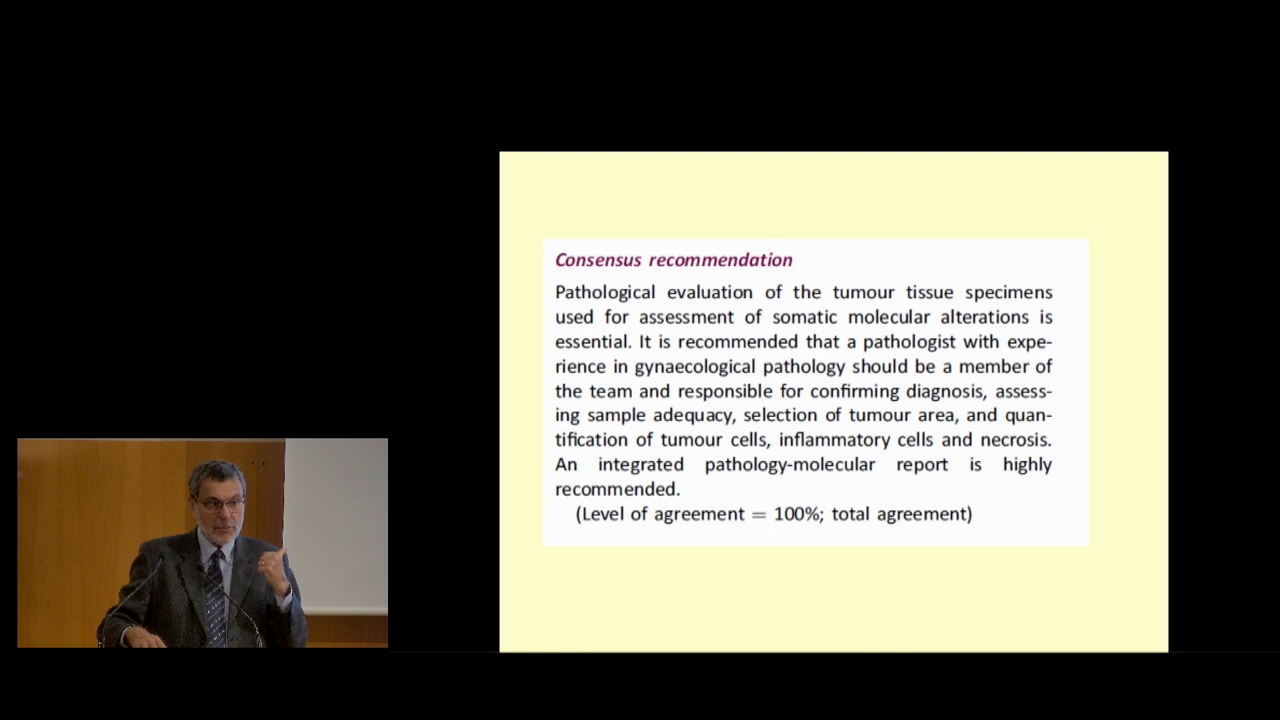 Consensus recommendation
Pathological evaluation of the tumour tissue specimens
used for assessment of somatic molecular alterations is
essential. It is recommended that a pathologist with expe-
rience in gynaecological pathology should be a member of
the team and responsible for confirming diagnosis, assess-
ing sample adequacy, selection of tumour area, and quan-
tification of tumour cells, inflammatory cells and necrosis.
An integrated pathology-molecular report is highly
recommended.
(Level of agreement = 100%; total agreement)